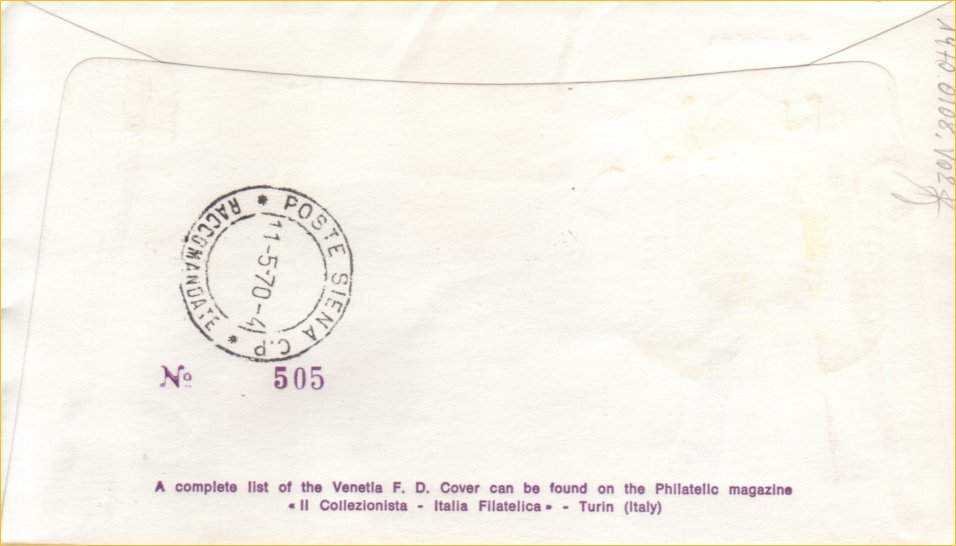 POSTE SIENA C.P. * RACCOMANDATE *
11-5-70-4
Nº 505
A complete list of the Venetia F. D. Cover can be found on the Philatelic magazine
« Il Collezionista - Italia Filatelica » - Turin (Italy)